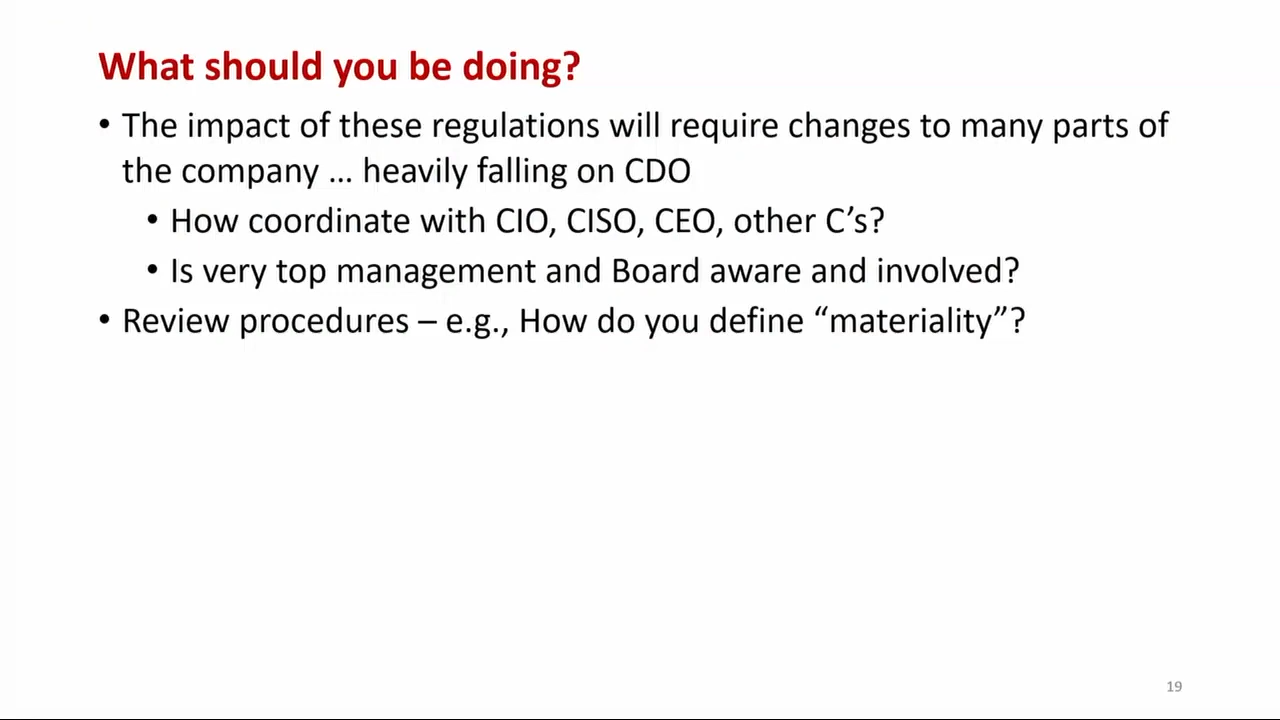 What should you be doing?
• The impact of these regulations will require changes to many parts of
the company ... heavily falling on CDO
• How coordinate with CIO, CISO, CEO, other C’s?
• Is very top management and Board aware and involved?
• Review procedures – e.g., How do you define “materiality”?
19